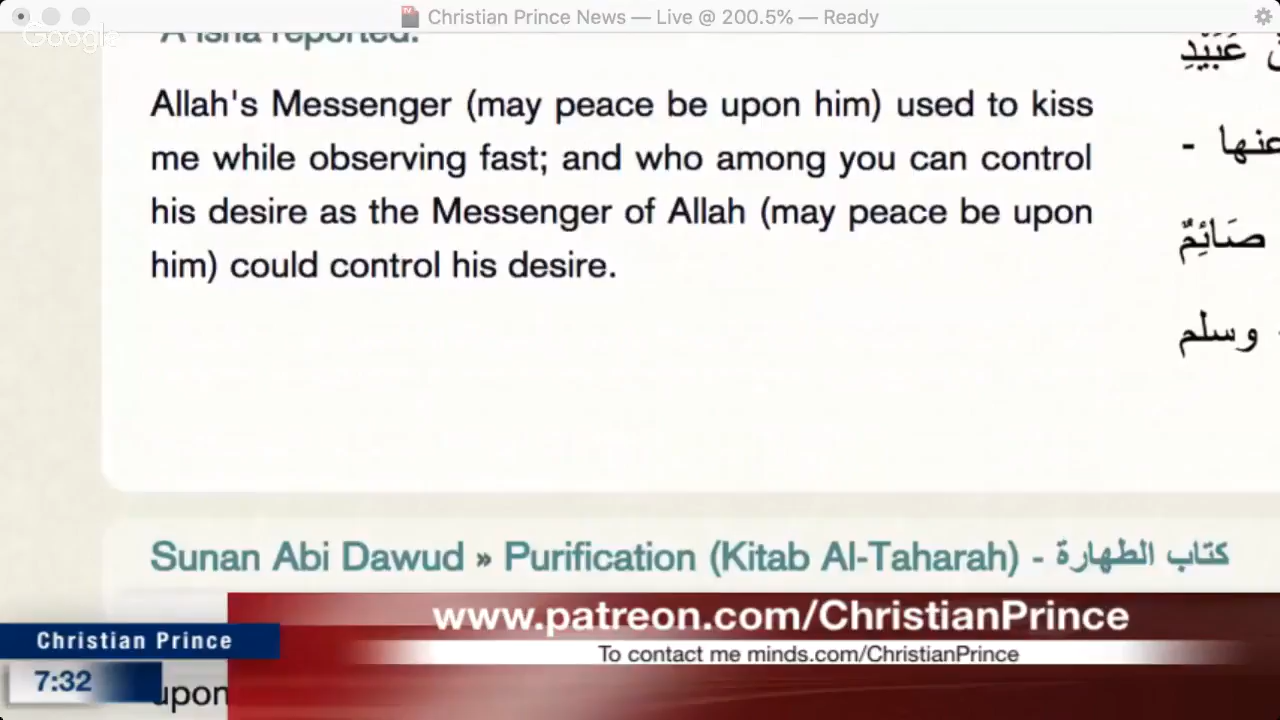 Christian Prince News — Live @ 200.5% — Ready
Google
A'isha reported:
Allah's Messenger (may peace be upon him) used to kiss
me while observing fast; and who among you can control
his desire as the Messenger of Allah (may peace be upon
him) could control his desire.
عُبَيْدِ
عنها -
صَائِمٌ
وسلم
Sunan Abi Dawud » Purification (Kitab Al-Taharah) - كتاب الطهارة
www.patreon.com/ChristianPrince
To contact me minds.com/ChristianPrince
Christian Prince
7:32
upon